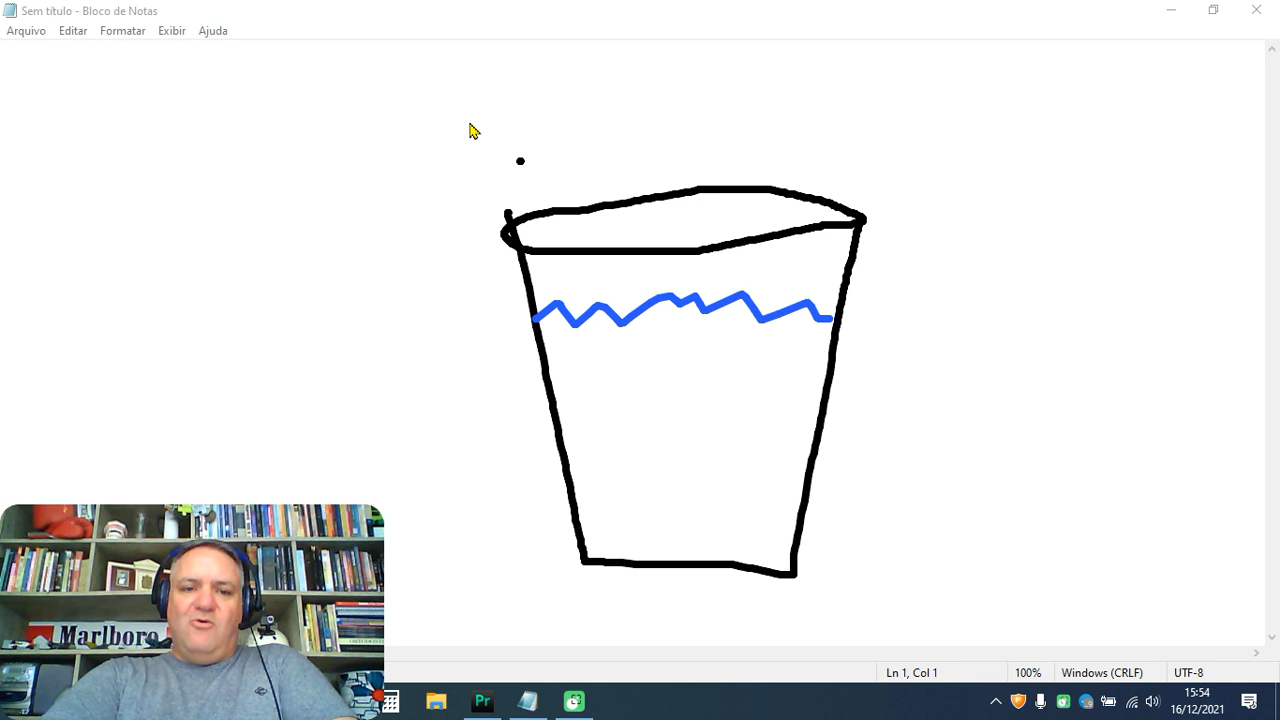 Sem título - Bloco de Notas
Arquivo Editar Formatar Exibir Ajuda
Marlboro
Ln 1, Col 1 100% Windows (CRLF) UTF-8
Pr
15:54
16/12/2021